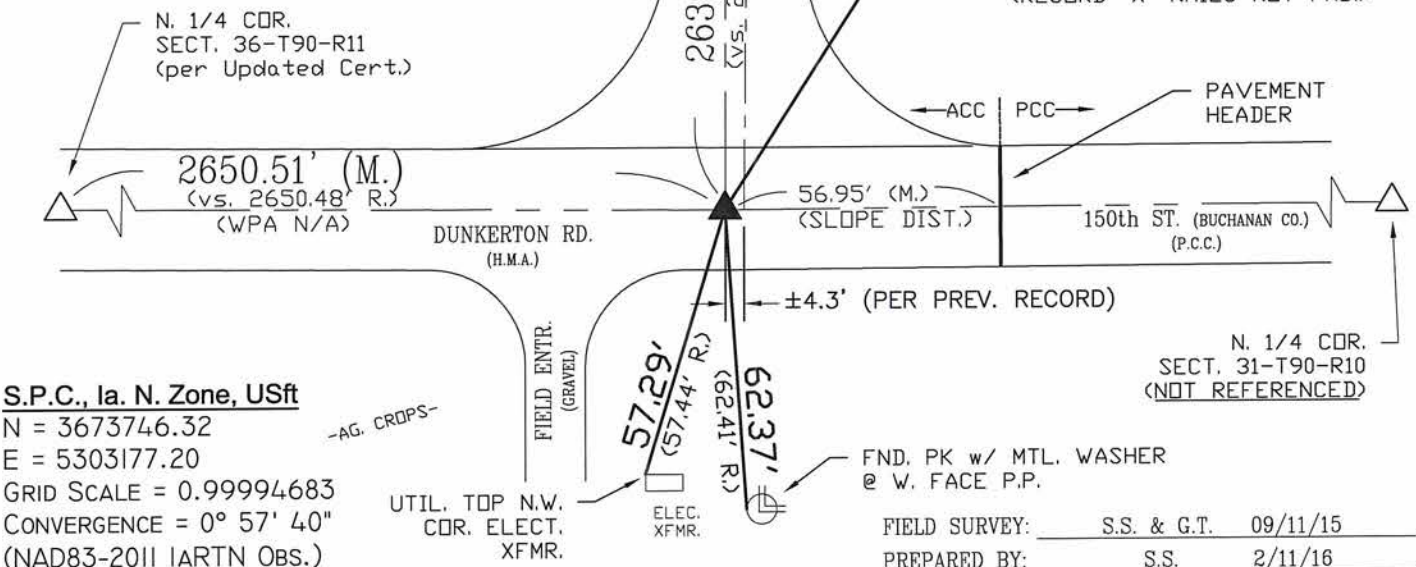 N. 1/4 COR.
SECT. 36-T90-R11
(per Updated Cert.)
263
(vs.
PAVEMENT
HEADER
ACC
PCC
2650.51' (M.)
(vs. 2650.48' R.)
(WPA N/A)
DUNKERTON RD.
(H.M.A.)
56.95' (M.)
(SLOPE DIST.)
150th ST. (BUCHANAN CO.)
(P.C.C.)
±4.3' (PER PREV. RECORD)
N. 1/4 COR.
SECT. 31-T90-R10
(NOT REFERENCED)
FIELD ENTR.
(GRAVEL)
57.29'
(57.44' R.)
62.37'
(62.41' R.)
S.P.C., Ia. N. Zone, USft
N = 3673746.32
E = 5303177.20
GRID SCALE = 0.99994683
CONVERGENCE = 0° 57' 40"
(NAD83-2011 IARTN OBS.)
-AG. CROPS-
UTIL. TOP N.W.
COR. ELECT.
XFMR.
ELEC.
XFMR.
FND. PK w/ MTL. WASHER
@ W. FACE P.P.
FIELD SURVEY: S.S. & G.T. 09/11/15
PREPARED BY: S.S. 2/11/16